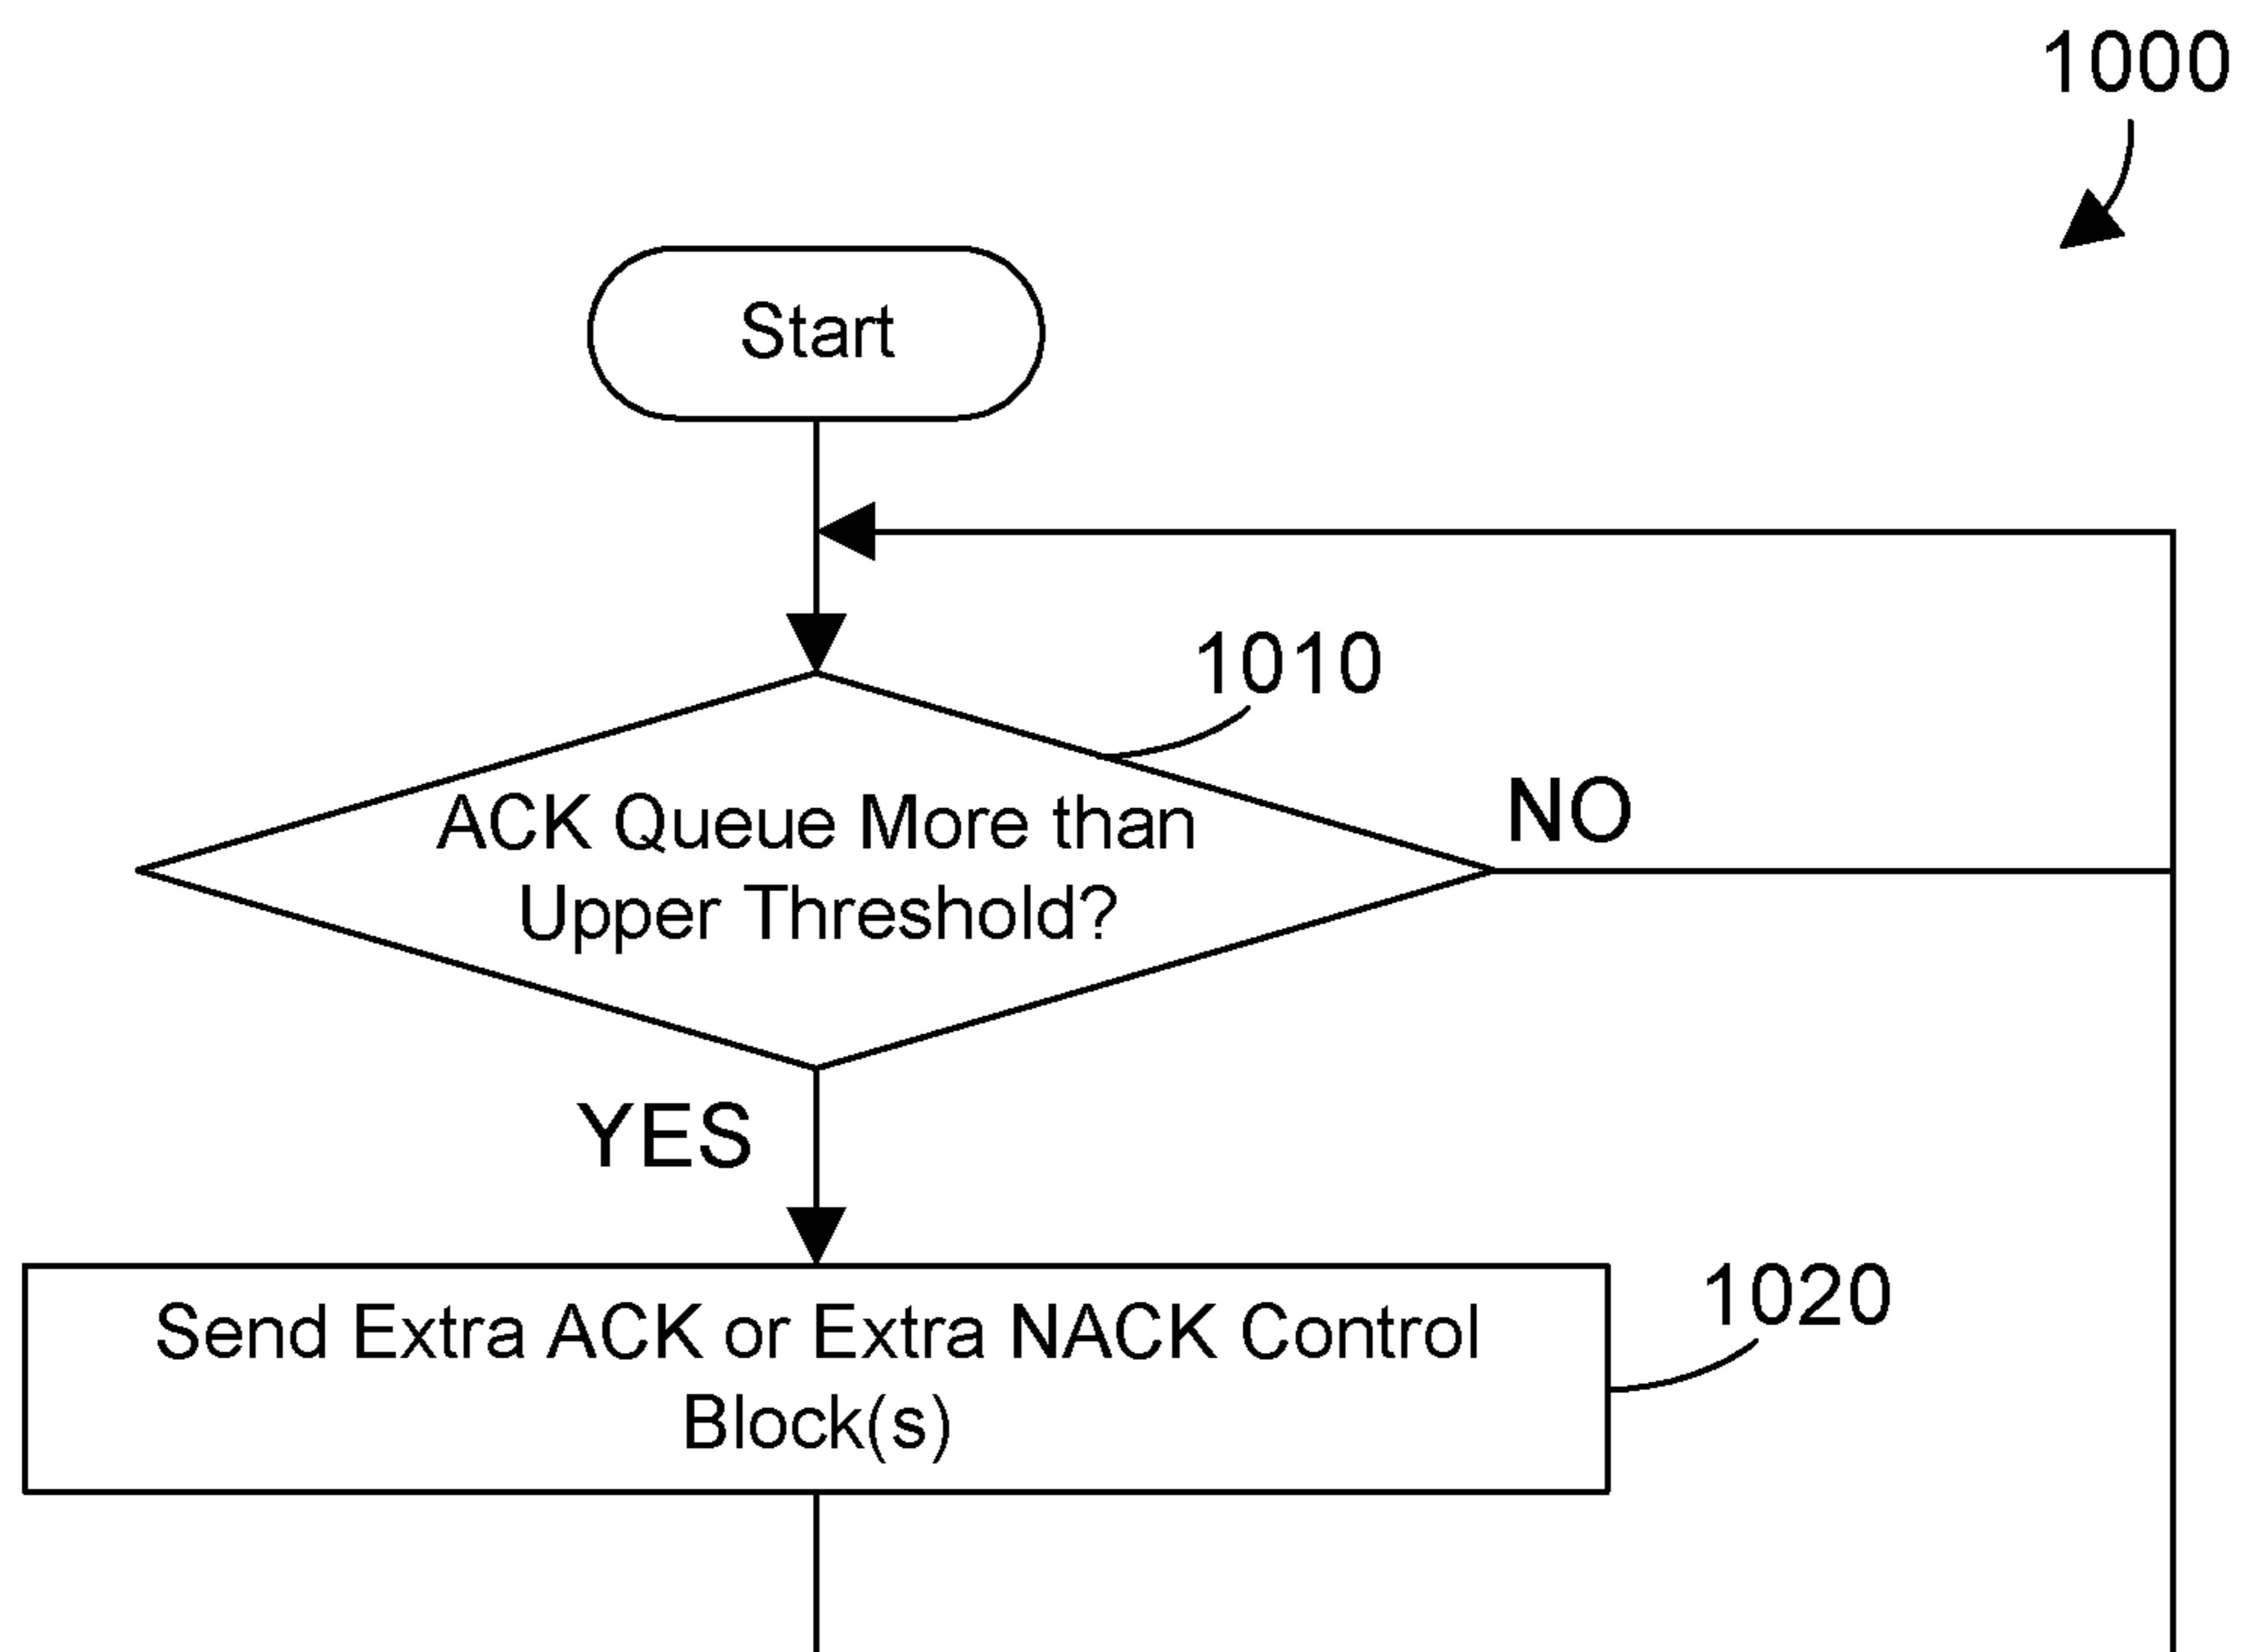 1000
Start
1010
ACK Queue More than
Upper Threshold?
NO
YES
Send Extra ACK or Extra NACK Control
Block(s)
1020